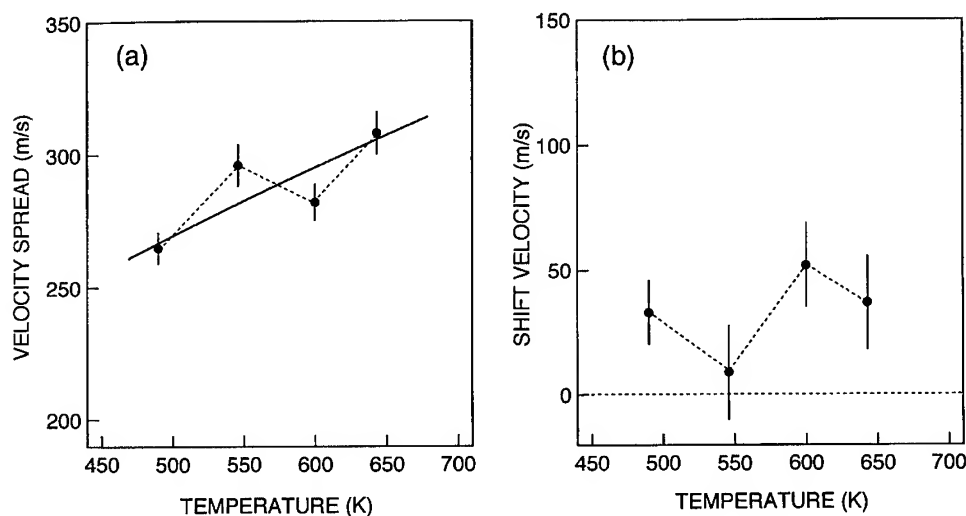 (a)
VELOCITY SPREAD (m/s)
350
300
250
200
450 500 550 600 650 700
TEMPERATURE (K)
(b)
SHIFT VELOCITY (m/s)
150
100
50
0
450 500 550 600 650 700
TEMPERATURE (K)